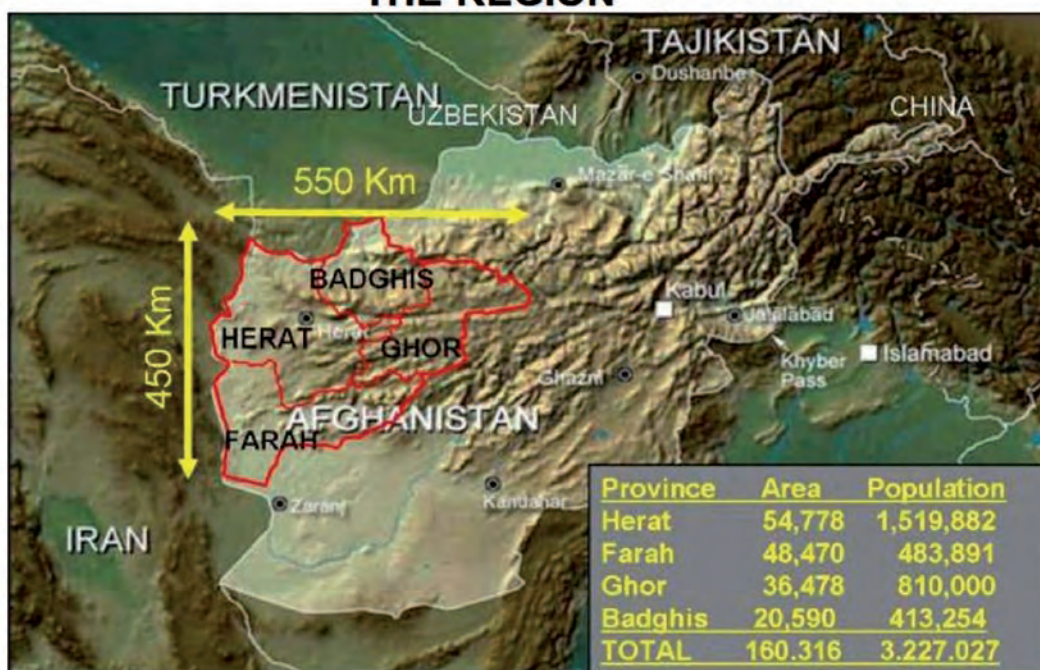 THE REGION
TAJIKISTAN
Dushanbe
TURKMENISTAN
UZBEKISTAN
CHINA
550 Km
Mazar-e Sharif
BADGHIS
Kabul
Jalalabad
HERAT
Herat
GHOR
450 Km
Khyber
Pass
Islamabad
Ghazni
AFGHANISTAN
FARAH
Zaranj
Kandahar
IRAN
Province Area Population
Herat 54,778 1,519,882
Farah 48,470 483,891
Ghor 36,478 810,000
Badghis 20,590 413,254
TOTAL 160.316 3.227.027